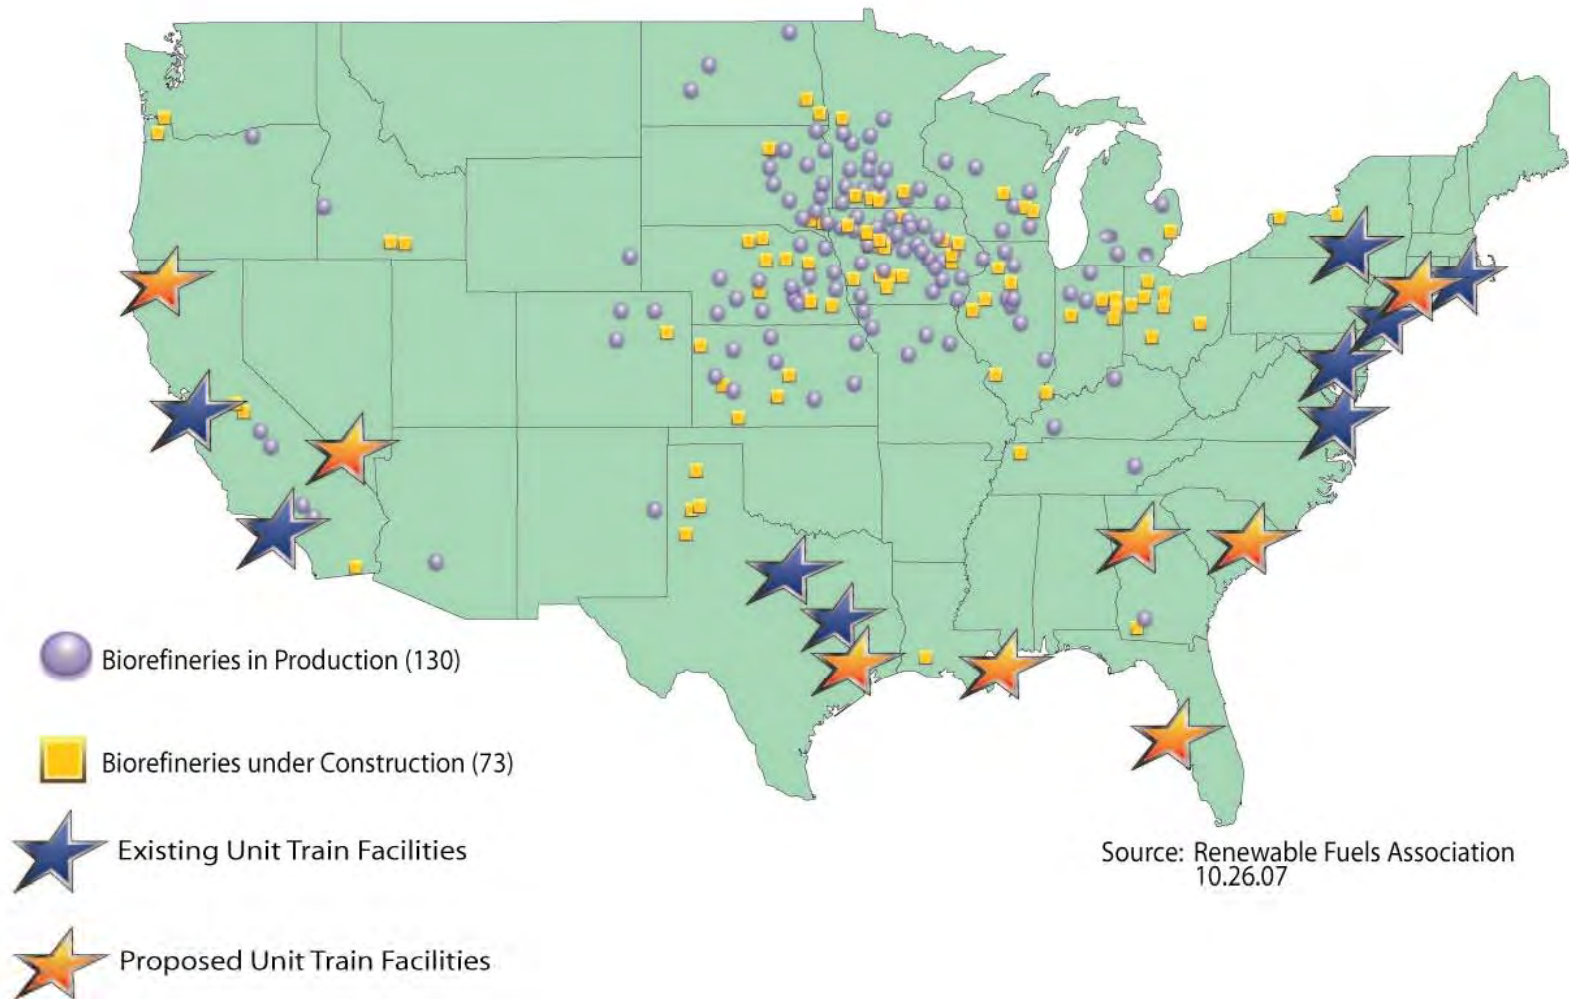 Biorefineries in Production (130)
Biorefineries under Construction (73)
Existing Unit Train Facilities
Proposed Unit Train Facilities
Source: Renewable Fuels Association
10.26.07